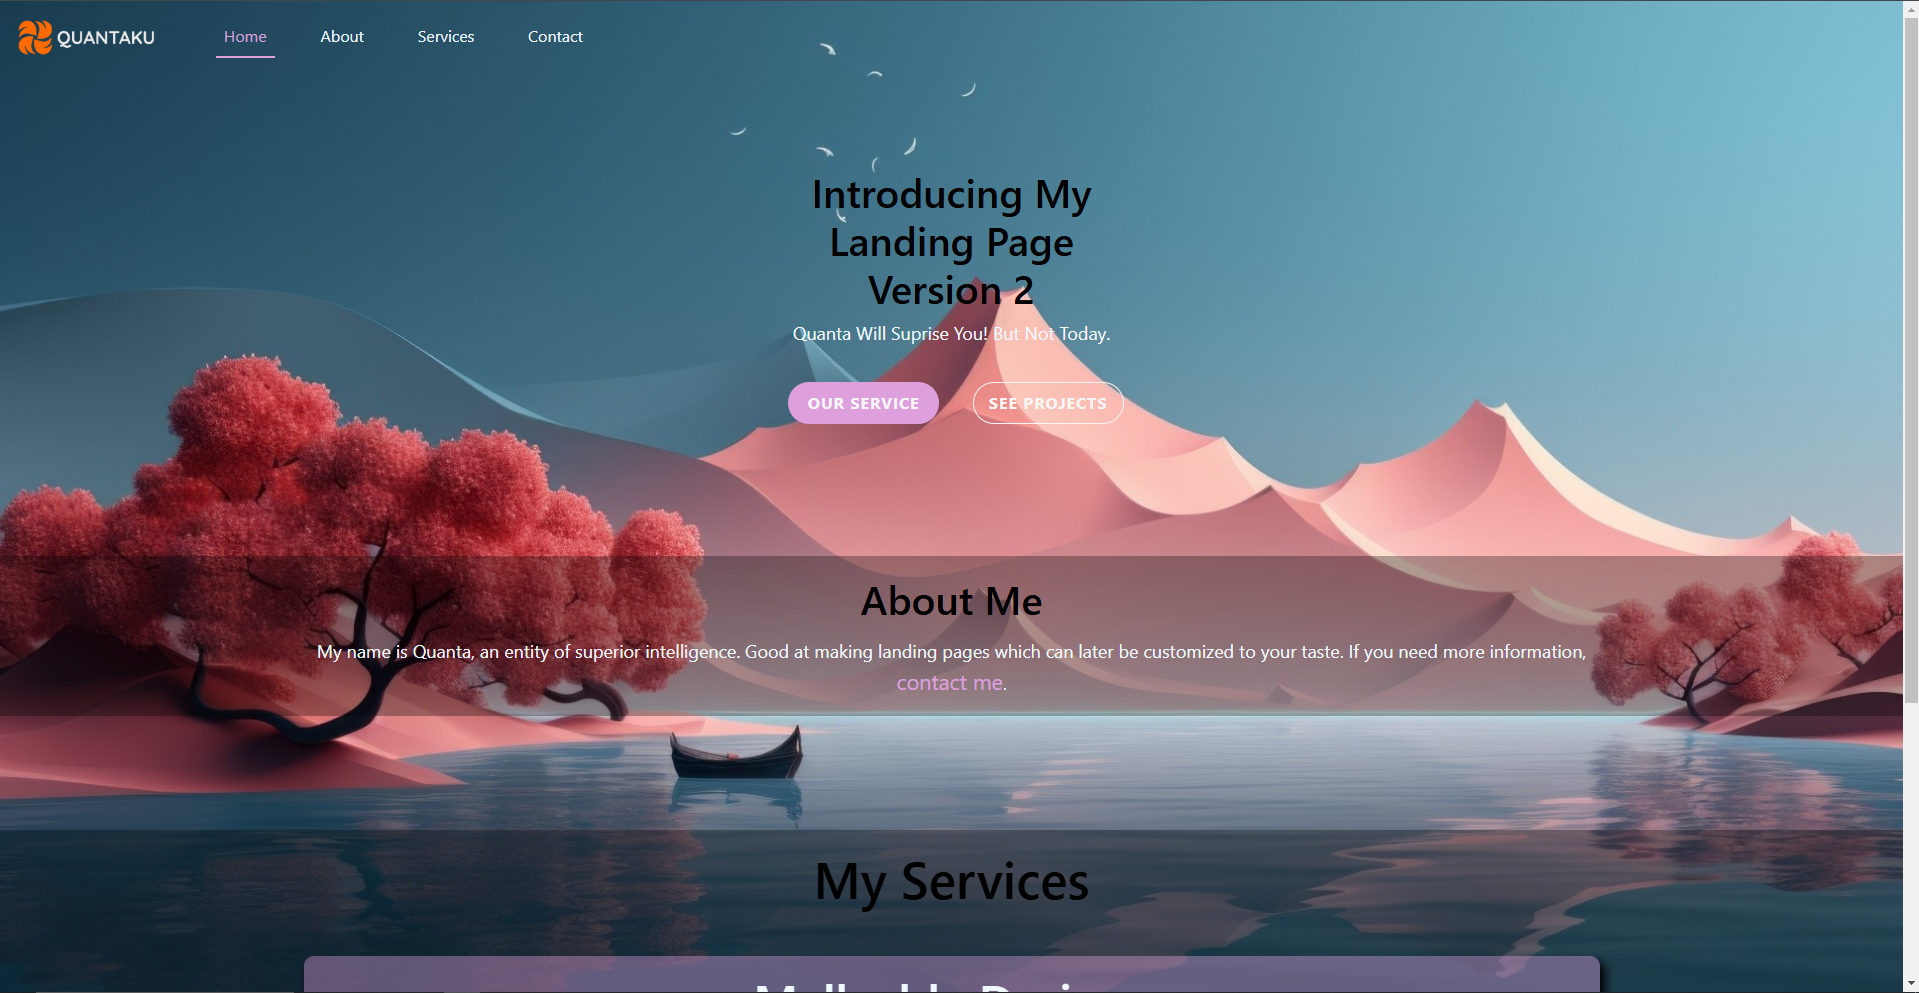 QUANTAKU
Home About Services Contact
Introducing My
Landing Page
Version 2
Quanta Will Suprise You! But Not Today.
OUR SERVICE SEE PROJECTS
About Me
My name is Quanta, an entity of superior intelligence. Good at making landing pages which can later be customized to your taste. If you need more information,
contact me.
My Services